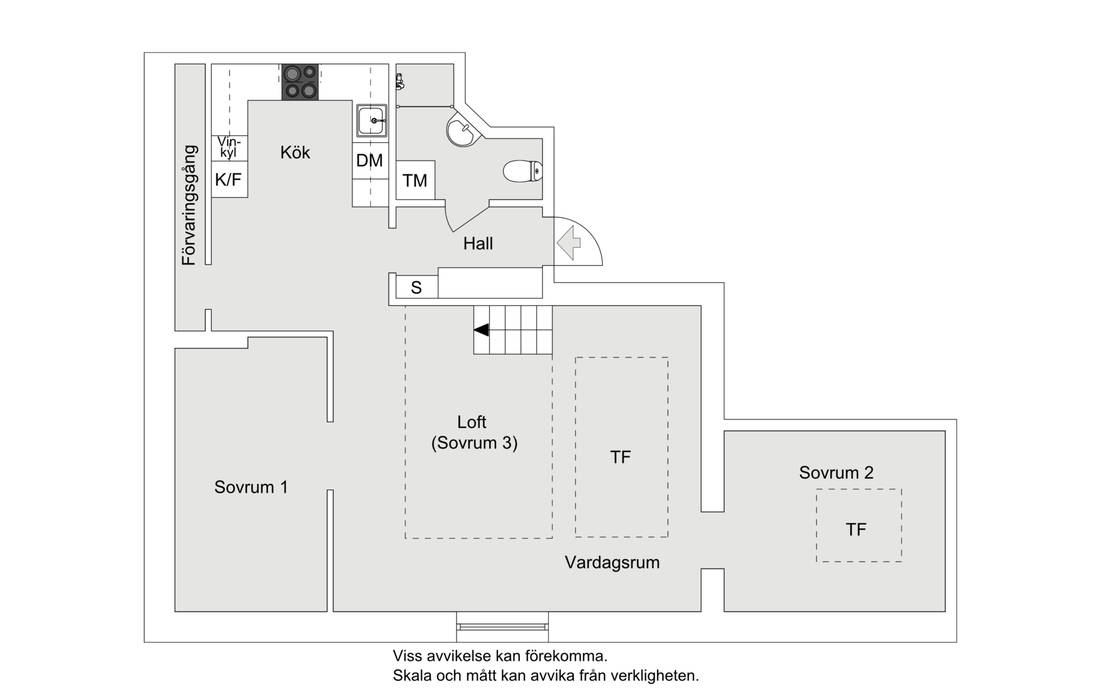 Förvaringsgång
Vin-
kyl
K/F
Kök
DM
TM
Hall
S
Loft
(Sovrum 3)
TF
Sovrum 1
Sovrum 2
TF
Vardagsrum
Viss avvikelse kan förekomma.
Skala och mått kan avvika från verkligheten.